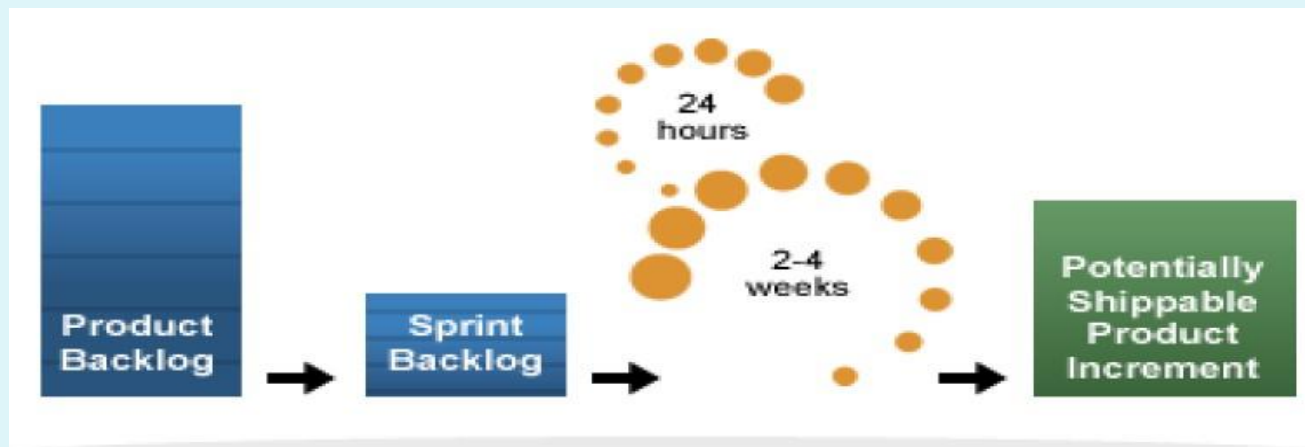 24
hours
2-4
weeks
Product
Backlog
Sprint
Backlog
Potentially
Shippable
Product
Increment